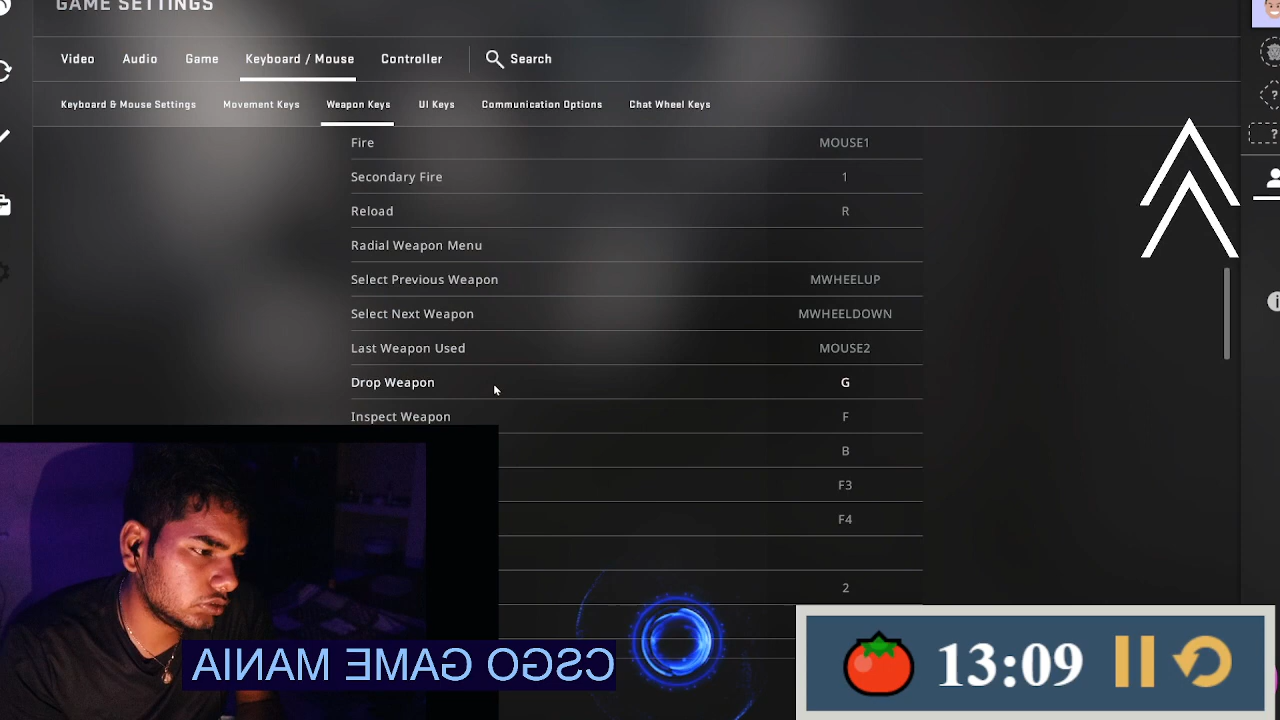 GAME SETTINGS
Video Audio Game Keyboard / Mouse Controller Search
Keyboard & Mouse Settings Movement Keys Weapon Keys UI Keys Communication Options Chat Wheel Keys
Fire MOUSE1
Secondary Fire 1
Reload R
Radial Weapon Menu
Select Previous Weapon MWHEELUP
Select Next Weapon MWHEELDOWN
Last Weapon Used MOUSE2
Drop Weapon G
Inspect Weapon F
B
F3
F4
2
CSGO GAME MANIA
13:09
?
?